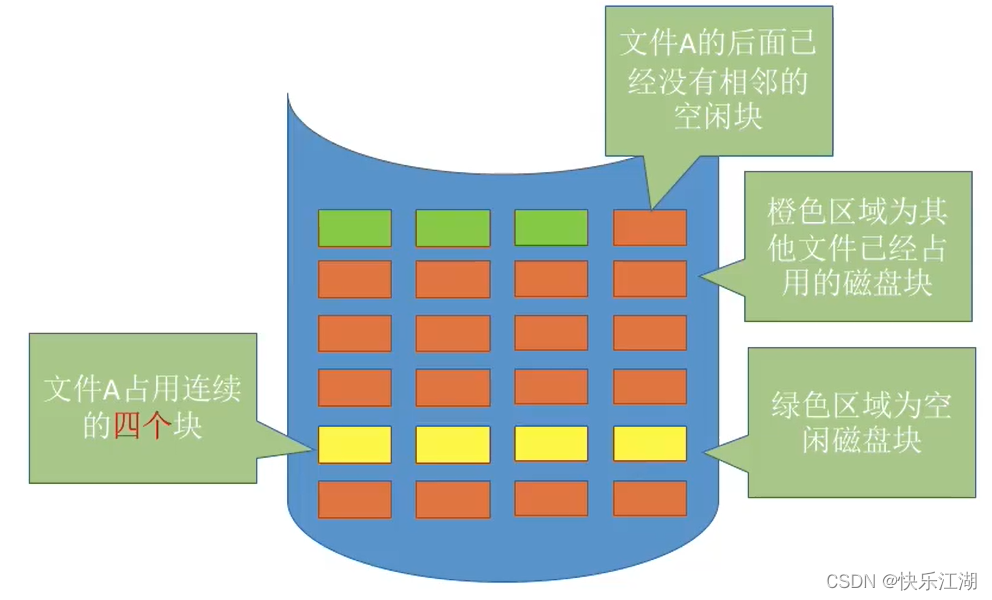 文件A的后面已
经没有相邻的
空闲块
橙色区域为其
他文件已经占
用的磁盘块
文件A占用连续
的四个块
绿色区域为空
闲磁盘块
CSDN @快乐江湖